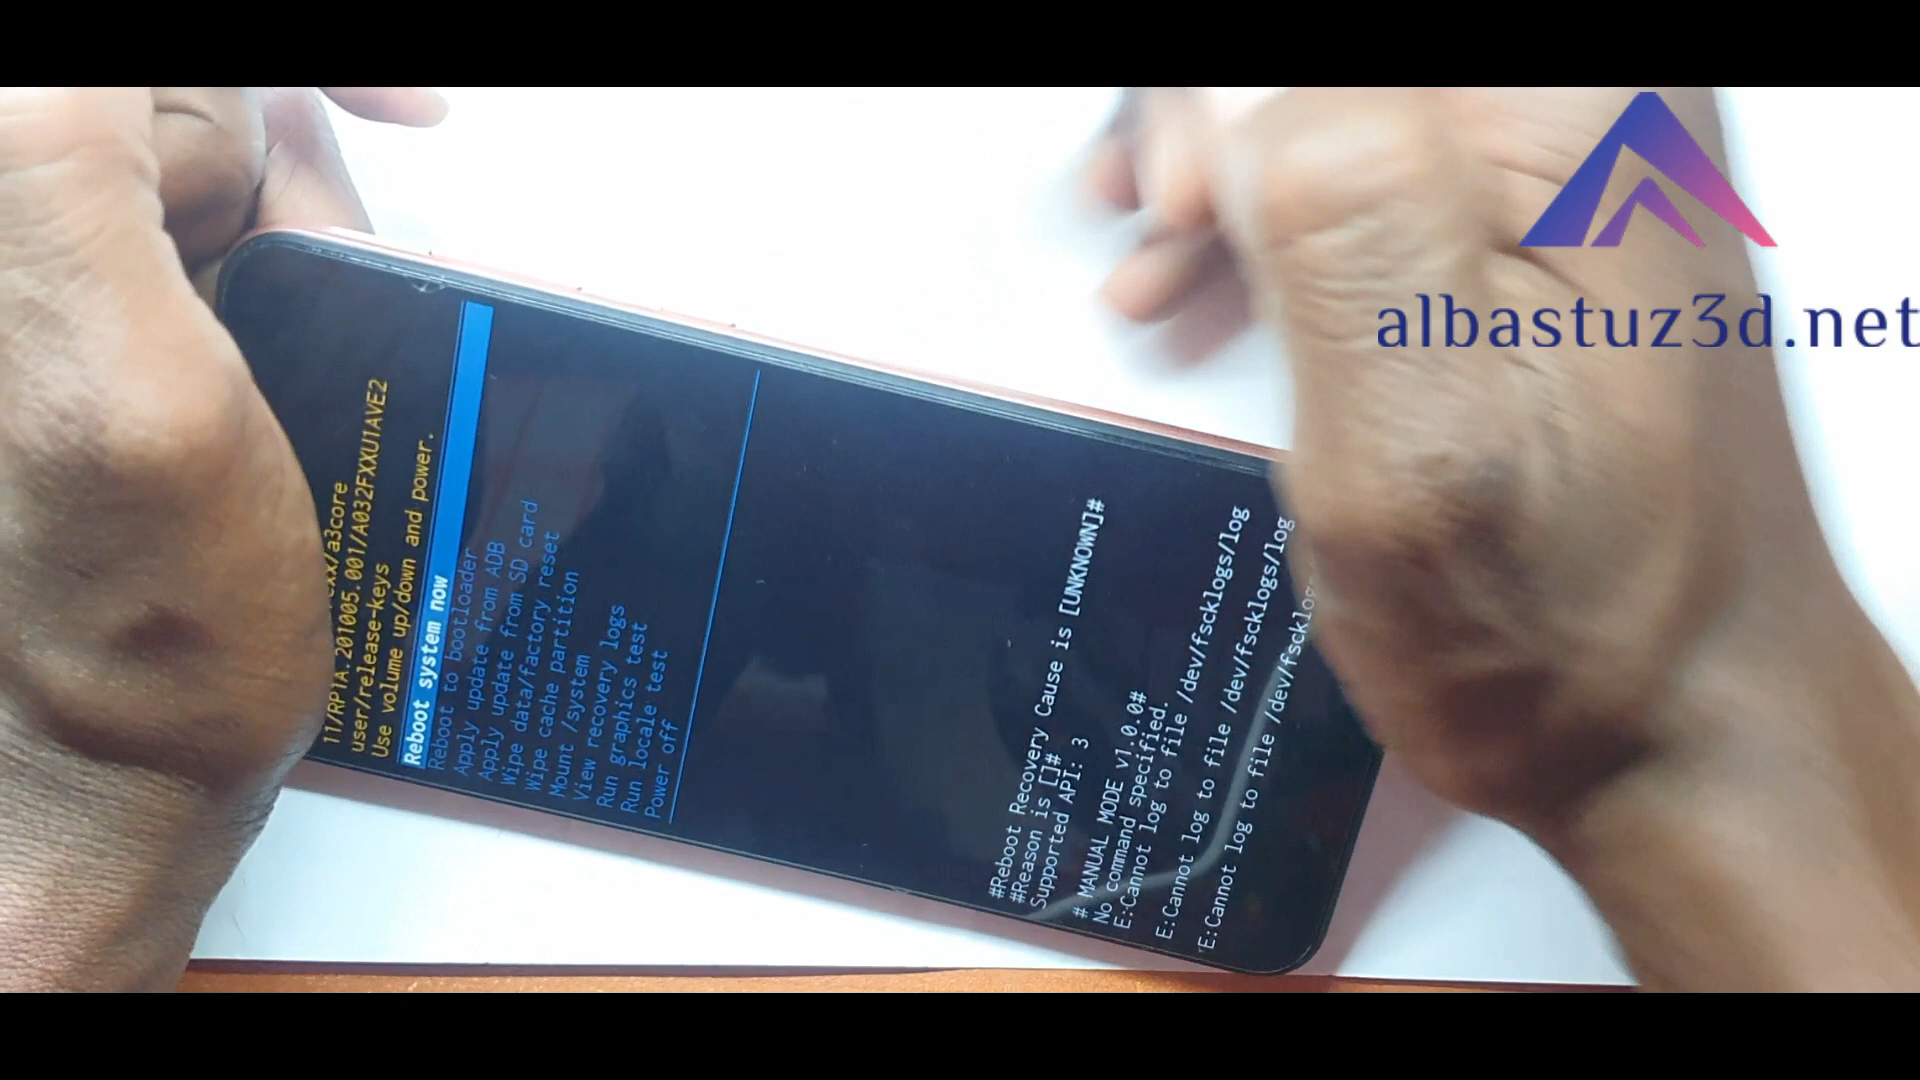 11/RP1A.201005.001/A032FXXU1AVE2
user/release-keys
Use volume up/down and power.
Reboot system now
Reboot to bootloader
Apply update from ADB
Apply update from SD card
Wipe data/factory reset
Wipe cache partition
Mount /system
View recovery logs
Run graphics test
Run locale test
Power off
#Reboot Recovery Cause is [UNKNOWN]#
#Reason is []#
Supported API: 3
# MANUAL MODE v1.0.0#
No command specified.
E:Cannot log to file /dev/fscklogs/log
E:Cannot log to file /dev/fscklogs/log
E:Cannot log to file
albastuz3d.net